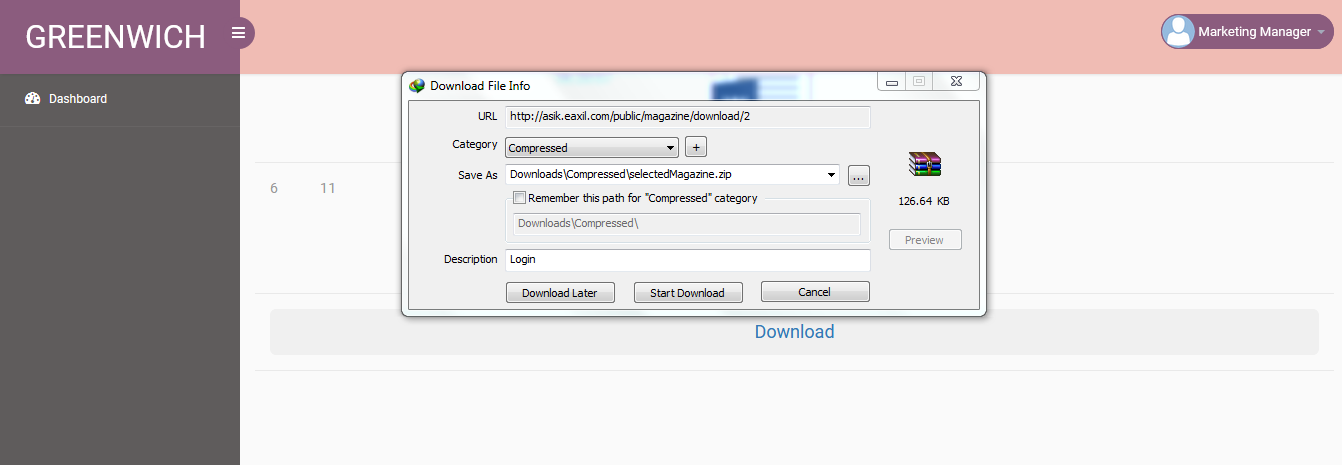 GREENWICH
Marketing Manager
Dashboard
Download File Info
URL
http://asik.eaxil.com/public/magazine/download/2
Category
Compressed
+
Save As
Downloads\Compressed\selectedMagazine.zip
...
126.64 KB
Remember this path for "Compressed" category
Downloads\Compressed\
Preview
Description
Login
Download Later
Start Download
Cancel
6 11
Download